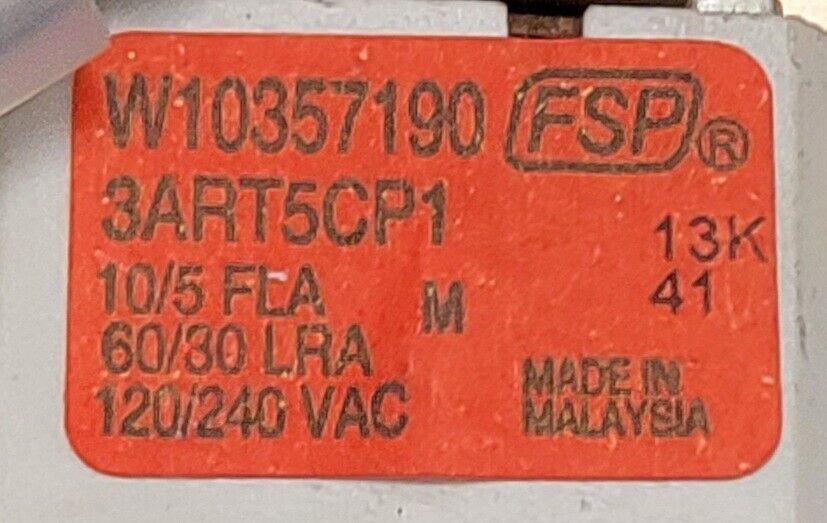 W10357190 FSP®
3ART5CP1
13K
10/5 FLA M 41
60/30 LRA
MADE IN
120/240 VAC MALAYSIA